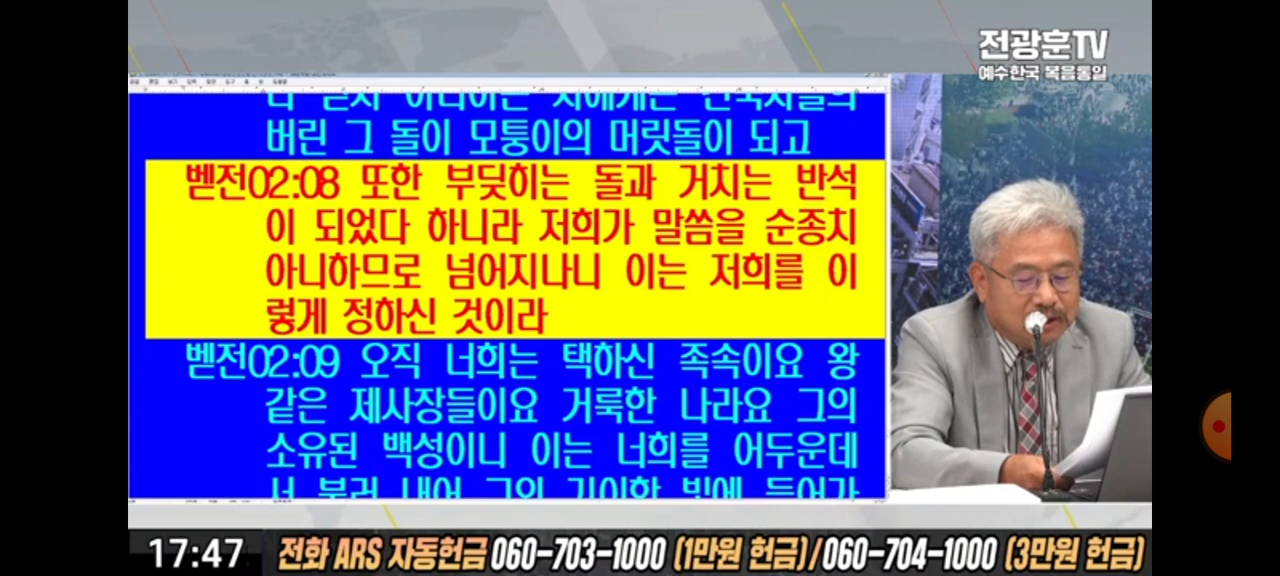 전광훈TV
예수한국 복음통일
버린 그 돌이 모퉁이의 머릿돌이 되고
벧전02:08 또한 부딪히는 돌과 거치는 반석
이 되었다 하니라 저희가 말씀을 순종치
아니하므로 넘어지나니 이는 저희를 이
렇게 정하신 것이라
벧전02:09 오직 너희는 택하신 족속이요 왕
같은 제사장들이요 거룩한 나라요 그의
소유된 백성이니 이는 너희를 어두운데
17:47 전화 ARS 자동헌금 060-703-1000 (1만원 헌금)/060-704-1000 (3만원 헌금)